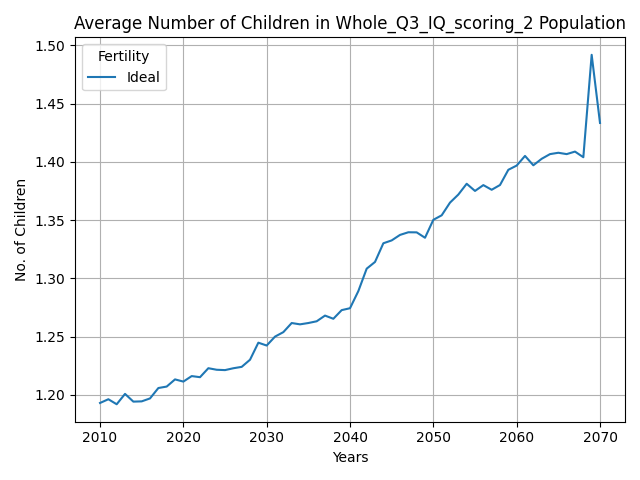 Average Number of Children in Whole_Q3_IQ_scoring_2 Population
Fertility
Ideal
No. of Children
1.50
1.45
1.40
1.35
1.30
1.25
1.20
2010 2020 2030 2040 2050 2060 2070
Years